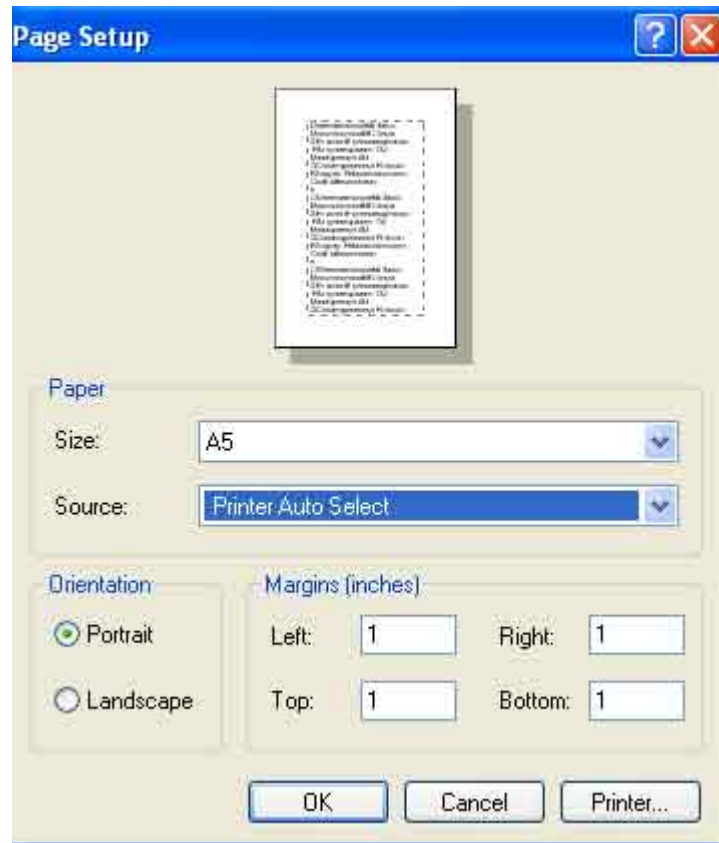 Page Setup
Paper
Size: A5
Source: Printer Auto Select
Orientation
Portrait
Landscape
Margins (inches)
Left: 1 Right: 1
Top: 1 Bottom: 1
OK Cancel Printer...